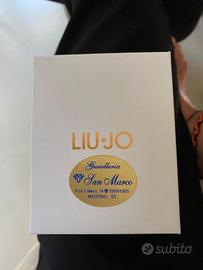 LIU·JO
Gioielleria
San Marco
MADERNO - BS
subito